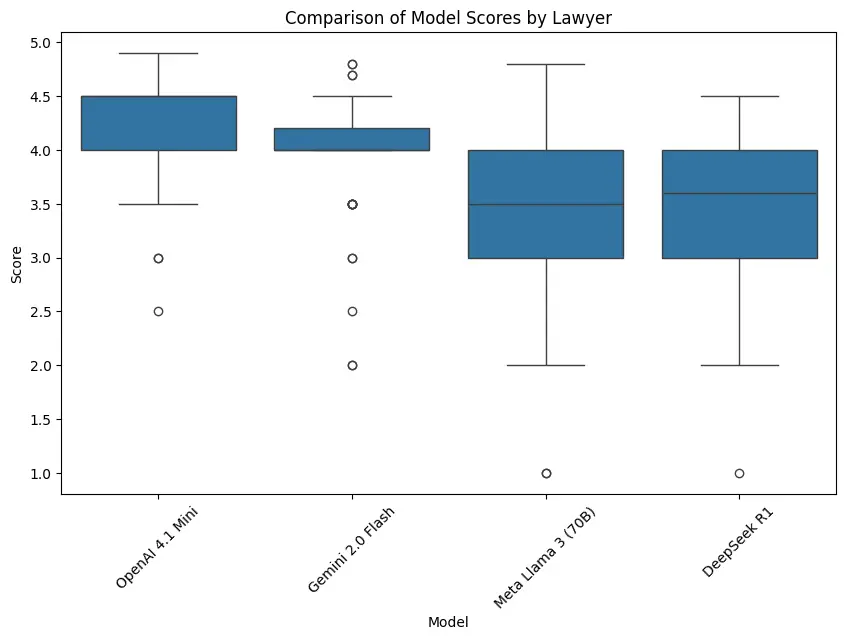 Comparison of Model Scores by Lawyer
5.0
4.5
4.0
3.5
3.0
2.5
2.0
1.5
1.0
Score
OpenAI 4.1 Mini
Gemini 2.0 Flash
Meta Llama 3 (70B)
DeepSeek R1
Model